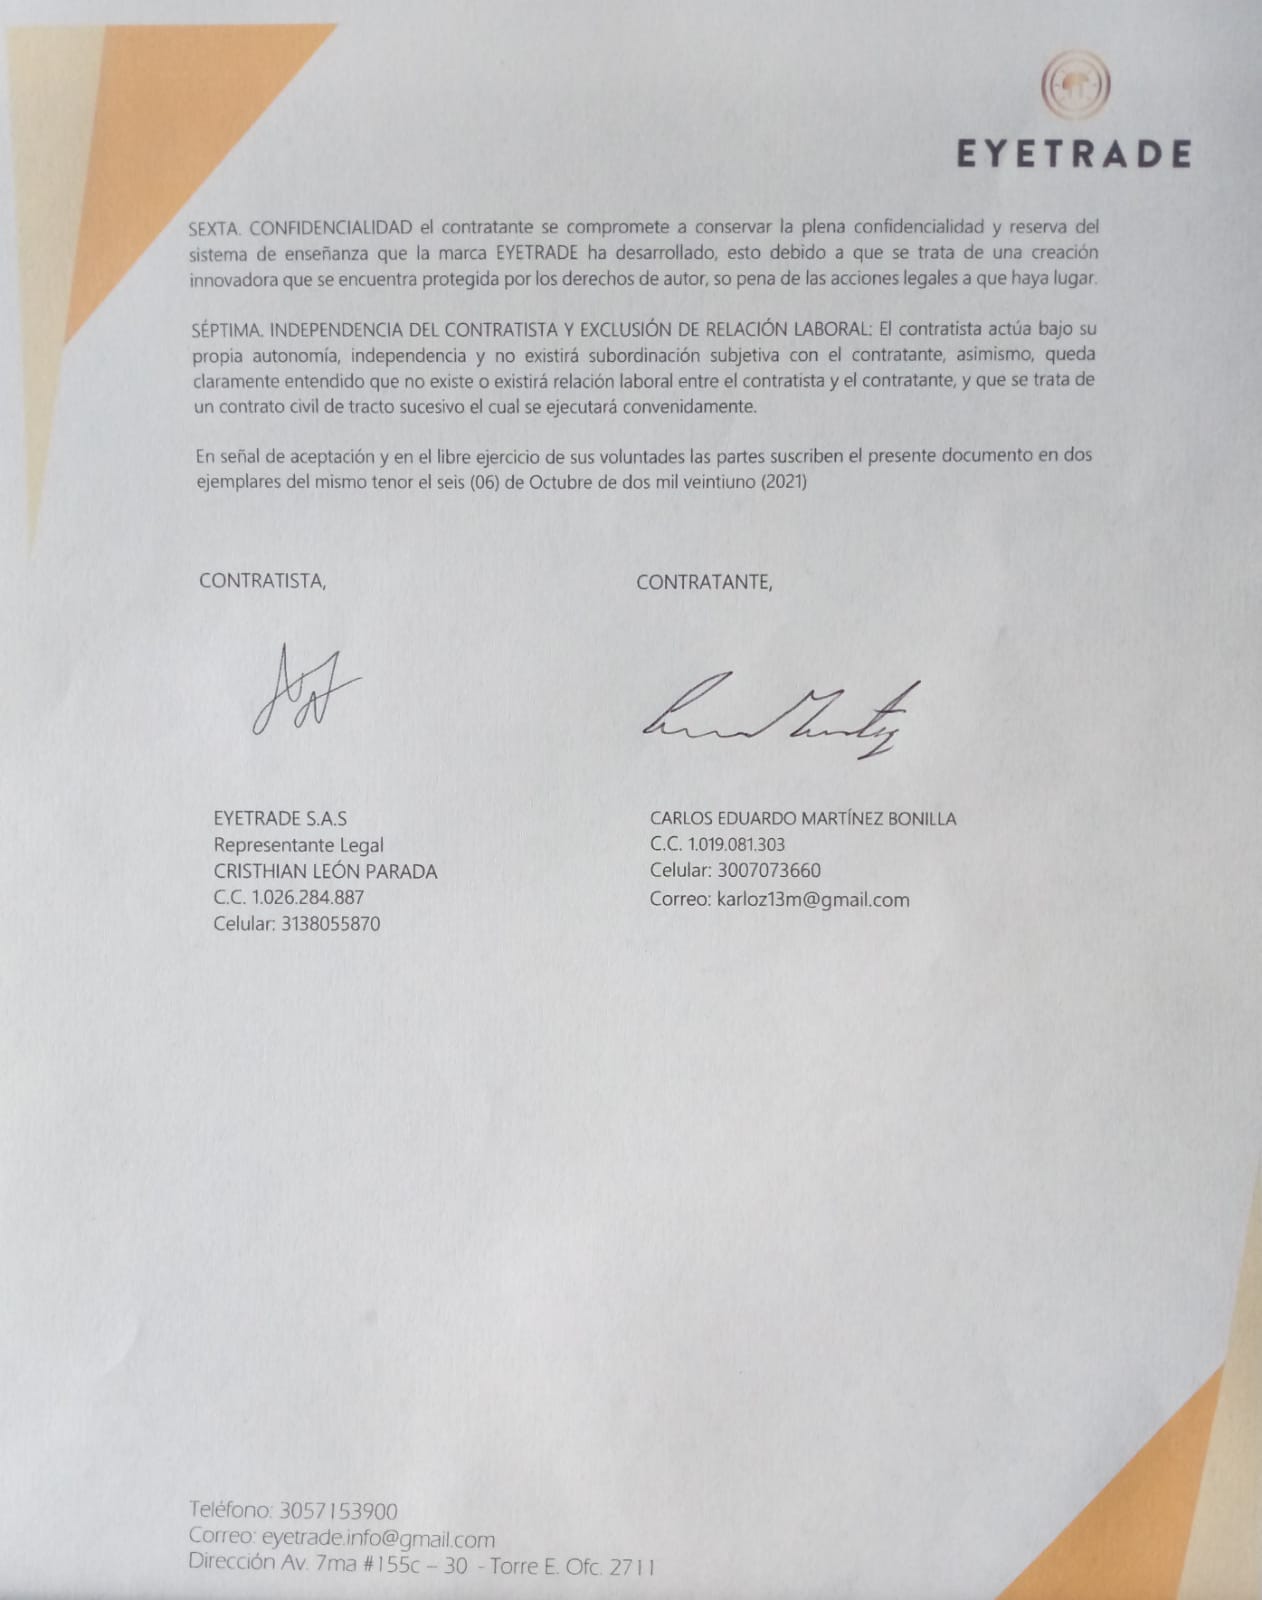 EYETRADE
SEXTA. CONFIDENCIALIDAD el contratante se compromete a conservar la plena confidencialidad y reserva del
sistema de enseñanza que la marca EYETRADE ha desarrollado, esto debido a que se trata de una creación
innovadora que se encuentra protegida por los derechos de autor, so pena de las acciones legales a que haya lugar.
SÉPTIMA. INDEPENDENCIA DEL CONTRATISTA Y EXCLUSIÓN DE RELACIÓN LABORAL: El contratista actúa bajo su
propia autonomía, independencia y no existirá subordinación subjetiva con el contratante, asimismo, queda
claramente entendido que no existe o existirá relación laboral entre el contratista y el contratante, y que se trata de
un contrato civil de tracto sucesivo el cual se ejecutará convenidamente.
En señal de aceptación y en el libre ejercicio de sus voluntades las partes suscriben el presente documento en dos
ejemplares del mismo tenor el seis (06) de Octubre de dos mil veintiuno (2021)
CONTRATISTA,
CONTRATANTE,
EYETRADE S.A.S
Representante Legal
CRISTHIAN LEÓN PARADA
C.C. 1.026.284.887
Celular: 3138055870
CARLOS EDUARDO MARTÍNEZ BONILLA
C.C. 1.019.081.303
Celular: 3007073660
Correo: karloz13m@gmail.com
Teléfono: 3057153900
Correo: eyetrade.info@gmail.com
Dirección Av. 7ma #155c – 30 - Torre E. Ofc. 2711